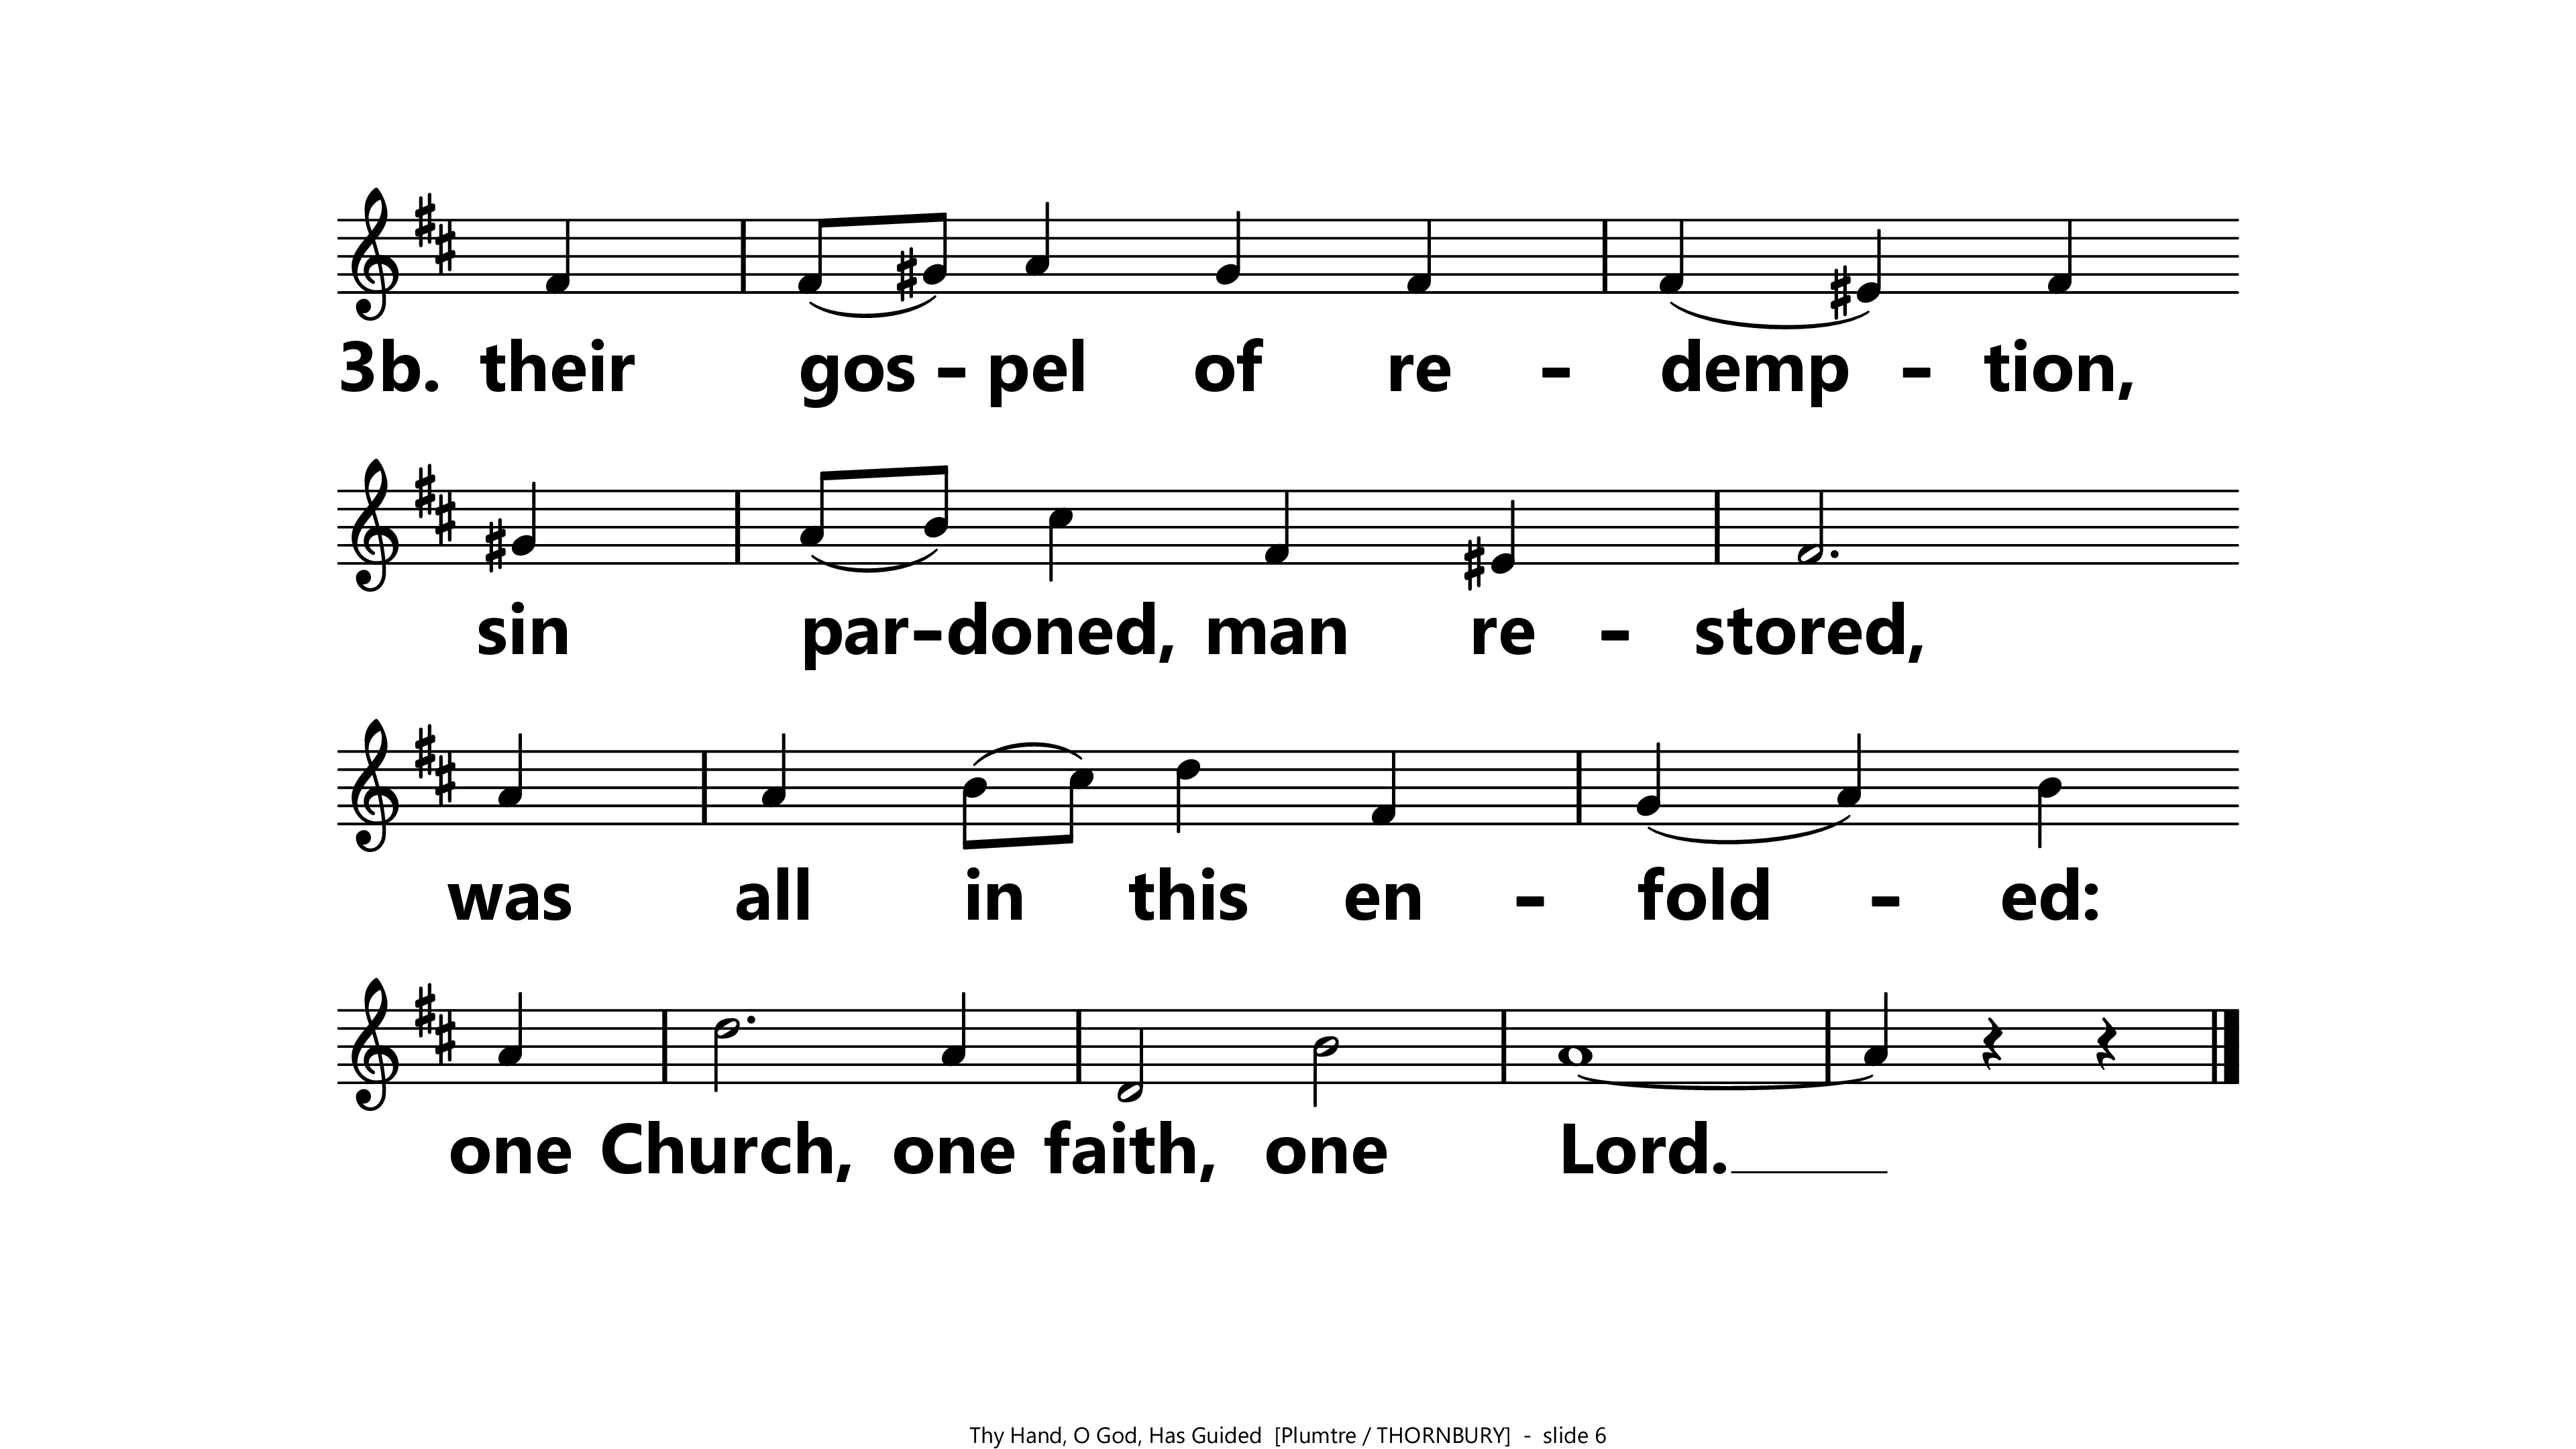 3b. their gos - pel of re - demp - tion,
sin par-doned, man re - stored,
was all in this en - fold - ed:
one Church, one faith, one Lord.
Thy Hand, O God, Has Guided [Plumtre / THORNBURY] - slide 6